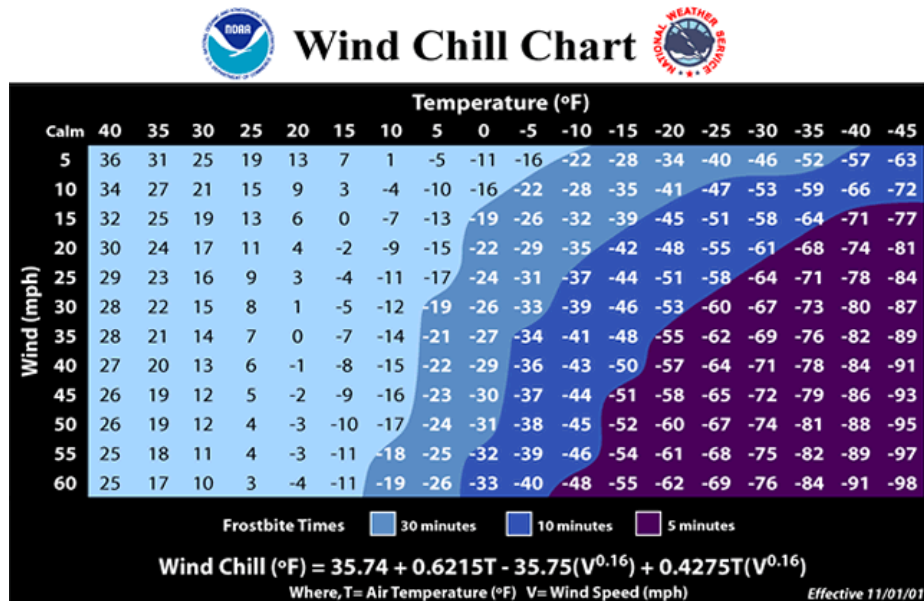 NOAA
NATIONAL OCEANIC AND ATMOSPHERIC ADMINISTRATION
U.S. DEPARTMENT OF COMMERCE
Wind Chill Chart
NATIONAL WEATHER SERVICE
Temperature (ºF)
Calm 40 35 30 25 20 15 10 5 0 -5 -10 -15 -20 -25 -30 -35 -40 -45
Wind (mph)
5 36 31 25 19 13 7 1 -5 -11 -16 -22 -28 -34 -40 -46 -52 -57 -63
10 34 27 21 15 9 3 -4 -10 -16 -22 -28 -35 -41 -47 -53 -59 -66 -72
15 32 25 19 13 6 0 -7 -13 -19 -26 -32 -39 -45 -51 -58 -64 -71 -77
20 30 24 17 11 4 -2 -9 -15 -22 -29 -35 -42 -48 -55 -61 -68 -74 -81
25 29 23 16 9 3 -4 -11 -17 -24 -31 -37 -44 -51 -58 -64 -71 -78 -84
30 28 22 15 8 1 -5 -12 -19 -26 -33 -39 -46 -53 -60 -67 -73 -80 -87
35 28 21 14 7 0 -7 -14 -21 -27 -34 -41 -48 -55 -62 -69 -76 -82 -89
40 27 20 13 6 -1 -8 -15 -22 -29 -36 -43 -50 -57 -64 -71 -78 -84 -91
45 26 19 12 5 -2 -9 -16 -23 -30 -37 -44 -51 -58 -65 -72 -79 -86 -93
50 26 19 12 4 -3 -10 -17 -24 -31 -38 -45 -52 -60 -67 -74 -81 -88 -95
55 25 18 11 4 -3 -11 -18 -25 -32 -39 -46 -54 -61 -68 -75 -82 -89 -97
60 25 17 10 3 -4 -11 -19 -26 -33 -40 -48 -55 -62 -69 -76 -84 -91 -98
Frostbite Times 30 minutes 10 minutes 5 minutes
Wind Chill (ºF) = 35.74 + 0.6215T - 35.75(V^0.16) + 0.4275T(V^0.16)
Where, T= Air Temperature (ºF) V= Wind Speed (mph)
Effective 11/01/01